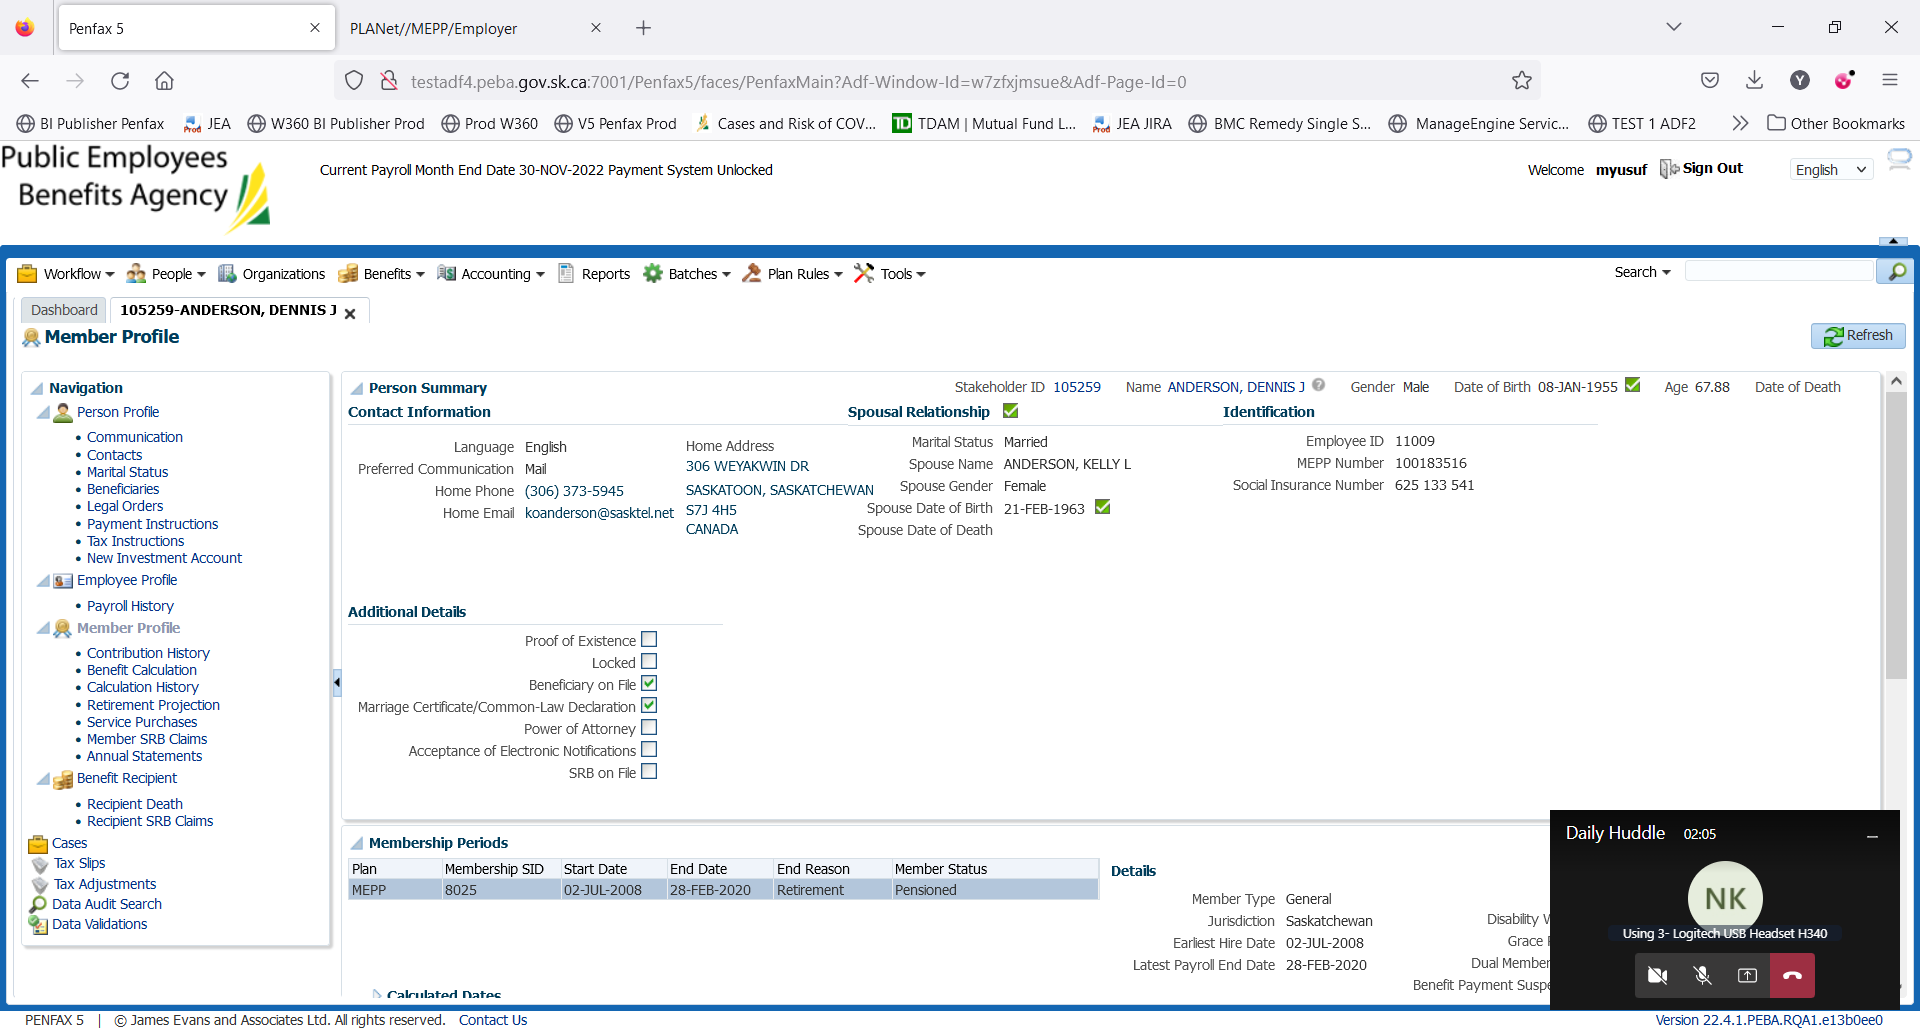 Penfax 5
PLANet//MEPP/Employer
testadf4.peba.gov.sk.ca:7001/Penfax5/faces/PenfaxMain?Adf-Window-Id=w7zfxjmsue&Adf-Page-Id=0
Y
BI Publisher Penfax
Prod JEA
W360 BI Publisher Prod
Prod W360
V5 Penfax Prod
Cases and Risk of COV...
TD TDAM | Mutual Fund L...
Prod JEA JIRA
BMC Remedy Single S...
ManageEngine Servic...
TEST 1 ADF2
Other Bookmarks
Public Employees
Benefits Agency
Current Payroll Month End Date 30-NOV-2022 Payment System Unlocked
Welcome myusuf Sign Out English
Workflow People Organizations Benefits Accounting Reports Batches Plan Rules Tools Search
Dashboard 105259-ANDERSON, DENNIS J
Member Profile
Refresh
Navigation
Person Profile
• Communication
• Contacts
• Marital Status
• Beneficiaries
• Legal Orders
• Payment Instructions
• Tax Instructions
• New Investment Account
Employee Profile
• Payroll History
Member Profile
• Contribution History
• Benefit Calculation
• Calculation History
• Retirement Projection
• Service Purchases
• Member SRB Claims
• Annual Statements
Benefit Recipient
• Recipient Death
• Recipient SRB Claims
Cases
Tax Slips
Tax Adjustments
Data Audit Search
Data Validations
Person Summary
Stakeholder ID 105259 Name ANDERSON, DENNIS J Gender Male Date of Birth 08-JAN-1955 Age 67.88 Date of Death
Contact Information
Language English
Preferred Communication Mail
Home Phone (306) 373-5945
Home Email koanderson@sasktel.net
Home Address
306 WEYAKWIN DR
SASKATOON, SASKATCHEWAN
S7J 4H5
CANADA
Spousal Relationship
Marital Status Married
Spouse Name ANDERSON, KELLY L
Spouse Gender Female
Spouse Date of Birth 21-FEB-1963
Spouse Date of Death
Identification
Employee ID 11009
MEPP Number 100183516
Social Insurance Number 625 133 541
Additional Details
Proof of Existence
Locked
Beneficiary on File
Marriage Certificate/Common-Law Declaration
Power of Attorney
Acceptance of Electronic Notifications
SRB on File
Membership Periods
Plan Membership SID Start Date End Date End Reason Member Status
MEPP 8025 02-JUL-2008 28-FEB-2020 Retirement Pensioned
Calculated Dates
Details
Member Type General
Jurisdiction Saskatchewan
Earliest Hire Date 02-JUL-2008
Latest Payroll End Date 28-FEB-2020
Disability
Grace
Dual Member
Benefit Payment
Daily Huddle 02:05
NK
Using 3- Logitech USB Headset H340
PENFAX 5 | © James Evans and Associates Ltd. All rights reserved. Contact Us
Version 22.4.1.PEBA.RQA1.e13b0ee0